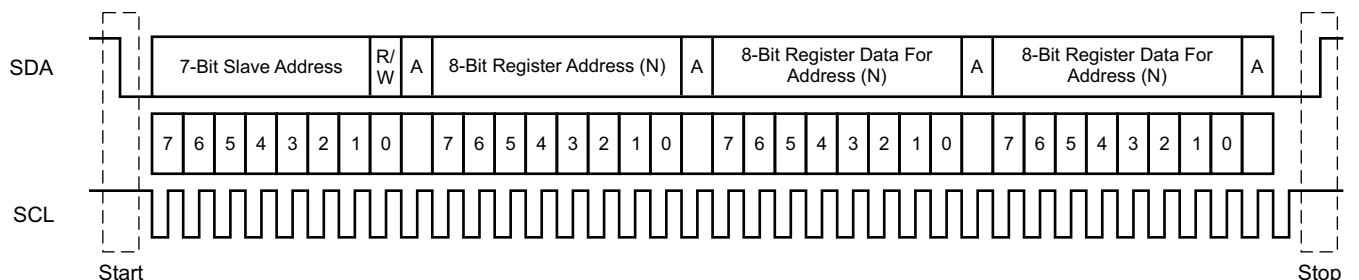 SDA
7-Bit Slave Address
R/
W
A
8-Bit Register Address (N)
A
8-Bit Register Data For
Address (N)
A
8-Bit Register Data For
Address (N)
A
7 6 5 4 3 2 1 0 7 6 5 4 3 2 1 0 7 6 5 4 3 2 1 0 7 6 5 4 3 2 1 0
SCL
Start
Stop